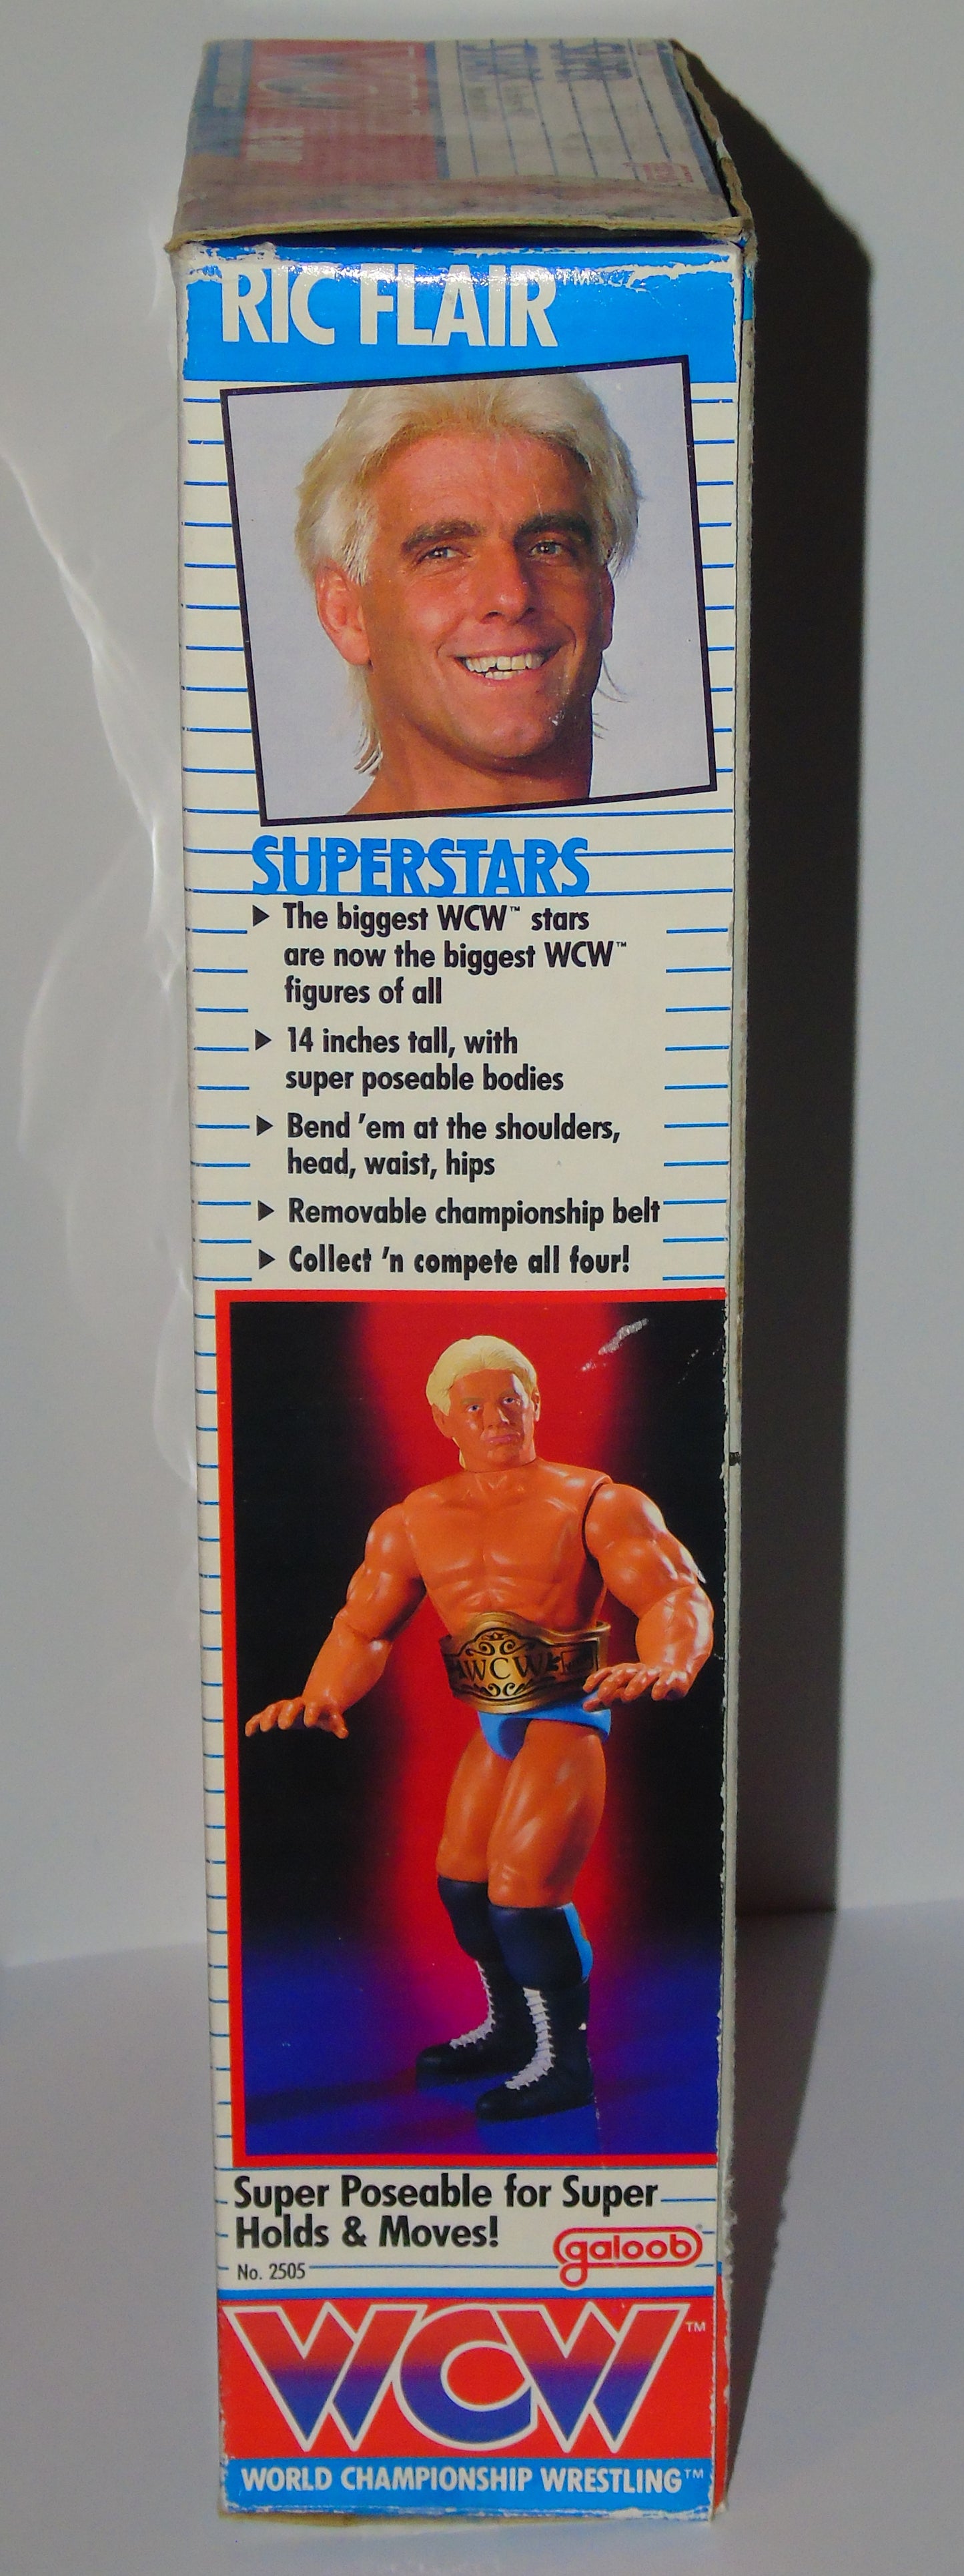 RIC FLAIR™
SUPERSTARS
▶ The biggest WCW™ stars
are now the biggest WCW™
figures of all
▶ 14 inches tall, with
super poseable bodies
▶ Bend 'em at the shoulders,
head, waist, hips
▶ Removable championship belt
▶ Collect 'n compete all four!
WCW
Super Poseable for Super
Holds & Moves!
galoob®
No. 2505
WCW™
WORLD CHAMPIONSHIP WRESTLING™